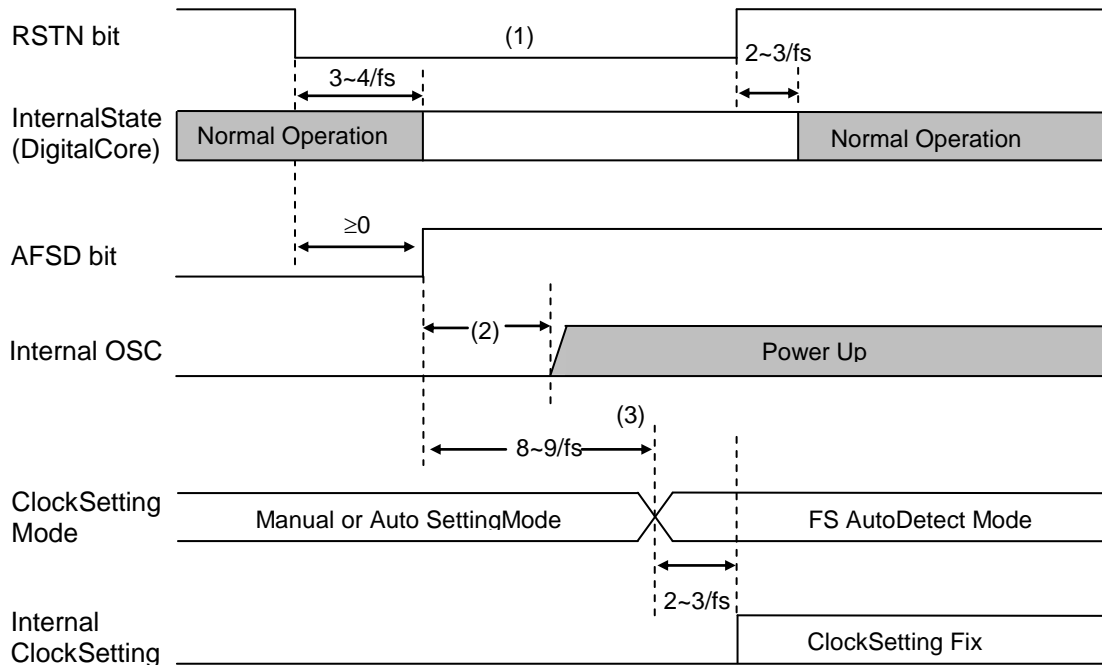 RSTN bit
(1)
2~3/fs
3~4/fs
InternalState
(DigitalCore)
Normal Operation
Normal Operation
≥0
AFSD bit
(2)
Internal OSC
Power Up
(3)
8~9/fs
ClockSetting
Mode
Manual or Auto SettingMode
FS AutoDetect Mode
2~3/fs
Internal
ClockSetting
ClockSetting Fix